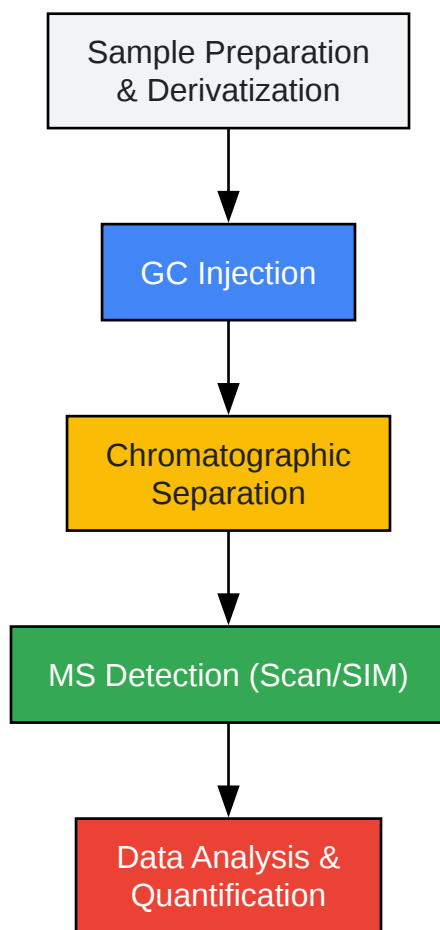 Sample Preparation
& Derivatization
GC Injection
Chromatographic
Separation
MS Detection (Scan/SIM)
Data Analysis &
Quantification